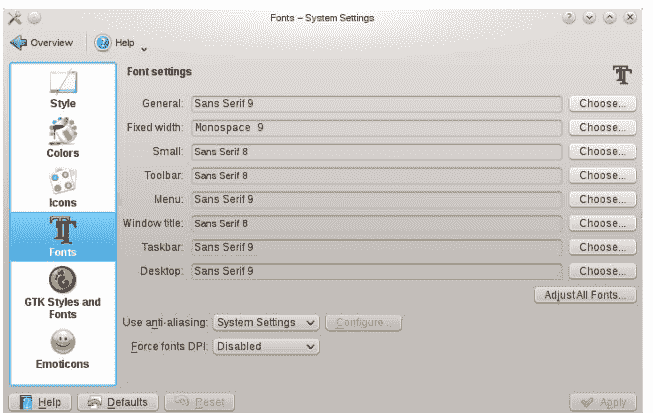 Fonts – System Settings
Overview Help
Font settings
Style
Colors
Icons
Fonts
GTK Styles and
Fonts
Emoticons
General: Sans Serif 9 Choose...
Fixed width: Monospace 9 Choose...
Small: Sans Serif 8 Choose...
Toolbar: Sans Serif 8 Choose...
Menu: Sans Serif 9 Choose...
Window title: Sans Serif 8 Choose...
Taskbar: Sans Serif 9 Choose...
Desktop: Sans Serif 9 Choose...
Adjust All Fonts...
Use anti-aliasing: System Settings Configure...
Force fonts DPI: Disabled
Help Defaults Reset Apply